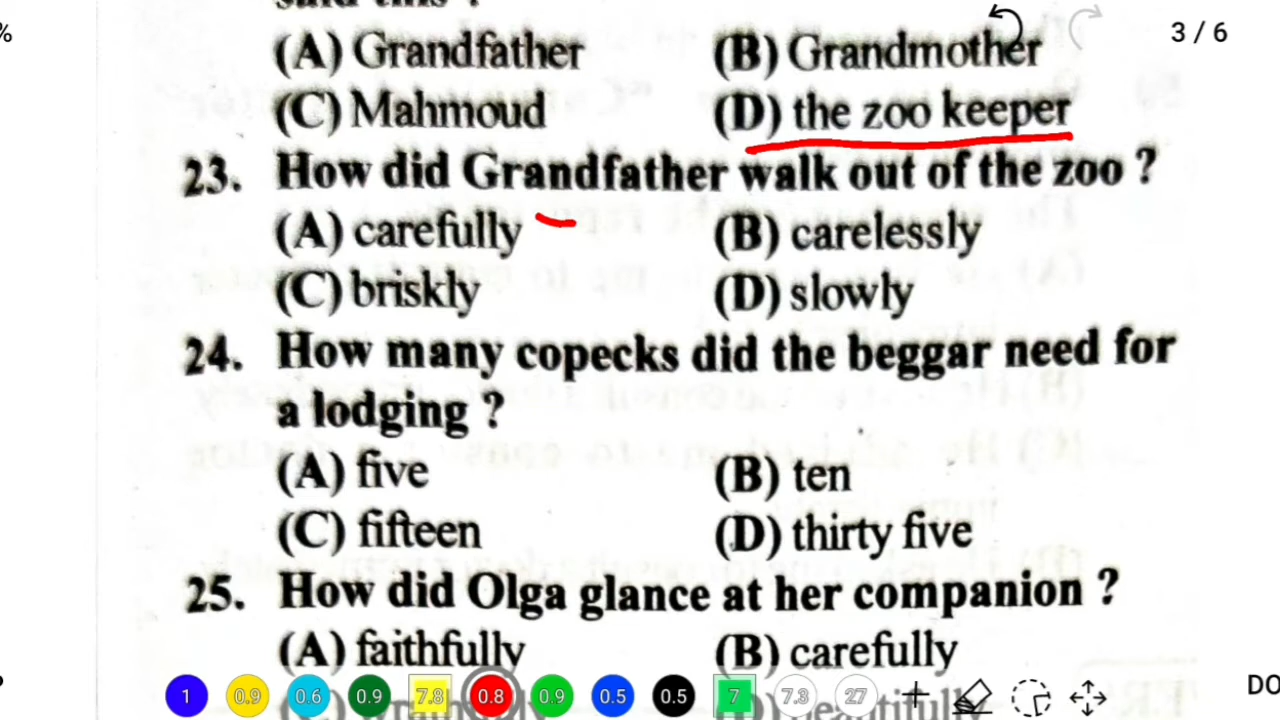 %
3 / 6
(A) Grandfather (B) Grandmother
(C) Mahmoud (D) the zoo keeper
23. How did Grandfather walk out of the zoo ?
(A) carefully (B) carelessly
(C) briskly (D) slowly
24. How many copecks did the beggar need for
a lodging ?
(A) five (B) ten
(C) fifteen (D) thirty five
25. How did Olga glance at her companion ?
(A) faithfully (B) carefully
1 0.9 0.6 0.9 7.8 0.8 0.9 0.5 0.5 7 7.3 27
DO